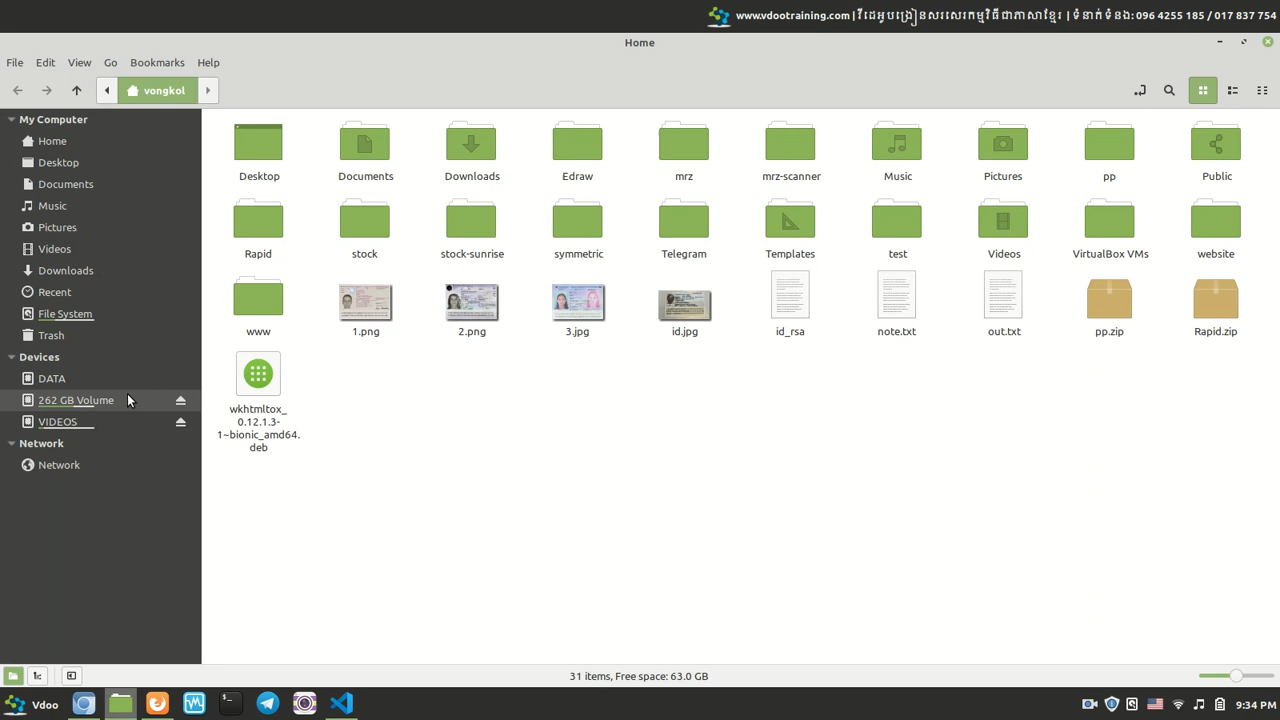 www.vdootraining.com | វីដេអូបង្រៀនសរសេរកម្មវិធីជាភាសាខ្មែរ | ទំនាក់ទំនង: 096 4255 185 / 017 837 754
Home
File Edit View Go Bookmarks Help
vongkol
My Computer
Home
Desktop
Documents
Music
Pictures
Videos
Downloads
Recent
File System
Trash
Devices
DATA
262 GB Volume
VIDEOS
Network
Network
Desktop Documents Downloads Edraw mrz mrz-scanner Music Pictures pp Public
Rapid stock stock-sunrise symmetric Telegram Templates test Videos VirtualBox VMs website
www 1.png 2.png 3.jpg id.jpg id_rsa note.txt out.txt pp.zip Rapid.zip
wkhtmltox_
0.12.1.3-
1~bionic_amd64.
deb
31 items, Free space: 63.0 GB
Vdoo
9:34 PM